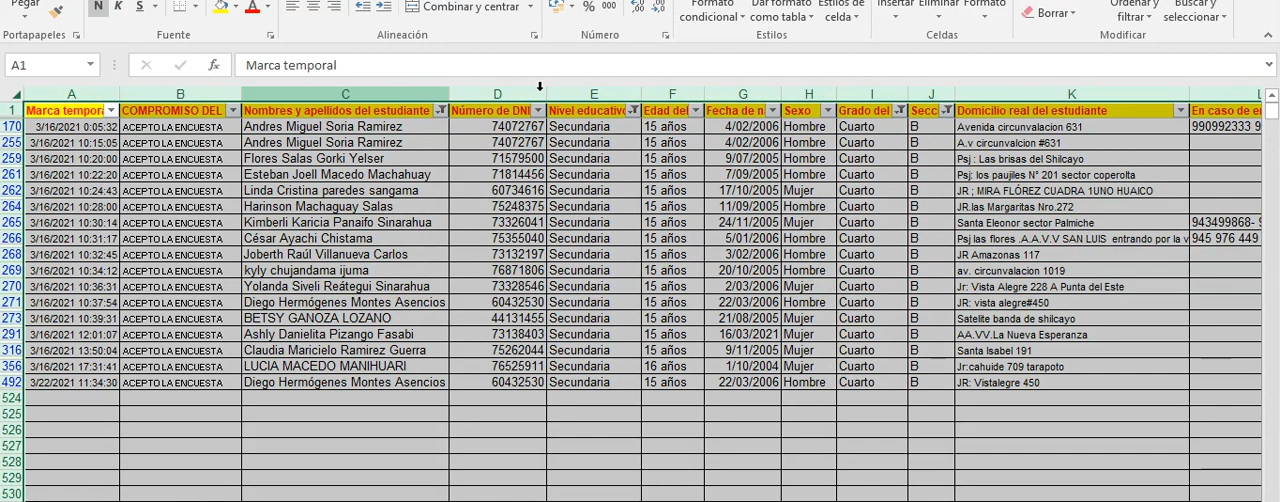 Pegar N K S Combinar y centrar % 000 Formato Dar formato Estilos de Insertar Eliminar Formato Borrar Ordenar y Buscar y
condicional como tabla celda filtrar seleccionar
Portapapeles Fuente Alineación Número Estilos Celdas Modificar
A1 fx Marca temporal
A B C D E F G H I J K L
1 Marca tempora COMPROMISO DEL Nombres y apellidos del estudiante Número de DNI Nivel educativo Edad del Fecha de n Sexo Grado del Secc Domicilio real del estudiante En caso de e
170 3/16/2021 0:05:32 ACEPTO LA ENCUESTA Andres Miguel Soria Ramirez 74072767 Secundaria 15 años 4/02/2006 Hombre Cuarto B Avenida circunvalacion 631 990992333 9
255 3/16/2021 10:15:05 ACEPTO LA ENCUESTA Andres Miguel Soria Ramirez 74072767 Secundaria 15 años 4/02/2006 Hombre Cuarto B A.v circunvalcion #631
259 3/16/2021 10:20:00 ACEPTO LA ENCUESTA Flores Salas Gorki Yelser 71579500 Secundaria 15 años 9/07/2005 Hombre Cuarto B Psj : Las brisas del Shilcayo
261 3/16/2021 10:22:20 ACEPTO LA ENCUESTA Esteban Joell Macedo Machahuay 71814456 Secundaria 15 años 7/09/2005 Hombre Cuarto B Psj: los paujiles N° 201 sector coperolta
262 3/16/2021 10:24:43 ACEPTO LA ENCUESTA Linda Cristina paredes sangama 60734616 Secundaria 15 años 17/10/2005 Mujer Cuarto B JR ; MIRA FLÓREZ CUADRA 1UNO HUAICO
264 3/16/2021 10:28:00 ACEPTO LA ENCUESTA Harinson Machaguay Salas 75248375 Secundaria 15 años 11/09/2005 Hombre Cuarto B JR.las Margaritas Nro.272
265 3/16/2021 10:30:14 ACEPTO LA ENCUESTA Kimberli Karicia Panaifo Sinarahua 73326041 Secundaria 15 años 24/11/2005 Mujer Cuarto B Santa Eleonor sector Palmiche 943499868- 9
266 3/16/2021 10:31:17 ACEPTO LA ENCUESTA César Ayachi Chistama 75355040 Secundaria 15 años 5/01/2006 Hombre Cuarto B Psj las flores .A.A.V.V SAN LUIS entrando por la v 945 976 449
268 3/16/2021 10:32:45 ACEPTO LA ENCUESTA Joberth Raúl Villanueva Carlos 73132197 Secundaria 15 años 3/02/2006 Hombre Cuarto B JR Amazonas 117
269 3/16/2021 10:34:12 ACEPTO LA ENCUESTA kyly chujandama ijuma 76871806 Secundaria 15 años 20/10/2005 Hombre Cuarto B av. circunvalacion 1019
270 3/16/2021 10:36:31 ACEPTO LA ENCUESTA Yolanda Siveli Reátegui Sinarahua 73328546 Secundaria 15 años 2/03/2006 Mujer Cuarto B Jr: Vista Alegre 228 A Punta del Este
271 3/16/2021 10:37:54 ACEPTO LA ENCUESTA Diego Hermógenes Montes Asencios 60432530 Secundaria 15 años 22/03/2006 Hombre Cuarto B JR: vista alegre#450
273 3/16/2021 10:39:31 ACEPTO LA ENCUESTA BETSY GANOZA LOZANO 44131455 Secundaria 15 años 21/08/2005 Mujer Cuarto B Satelite banda de shilcayo
291 3/16/2021 12:01:07 ACEPTO LA ENCUESTA Ashly Danielita Pizango Fasabi 73138403 Secundaria 15 años 16/03/2021 Mujer Cuarto B AA.VV.La Nueva Esperanza
316 3/16/2021 13:50:04 ACEPTO LA ENCUESTA Claudia Maricielo Ramirez Guerra 75262044 Secundaria 15 años 9/11/2005 Mujer Cuarto B Santa Isabel 191
356 3/16/2021 17:31:41 ACEPTO LA ENCUESTA LUCIA MACEDO MANIHUARI 76525911 Secundaria 16 años 1/10/2004 Mujer Cuarto B Jr:cahuide 709 tarapoto
492 3/22/2021 11:34:30 ACEPTO LA ENCUESTA Diego Hermógenes Montes Asencios 60432530 Secundaria 15 años 22/03/2006 Hombre Cuarto B JR: Vistalegre 450
524
525
526
527
528
529
530